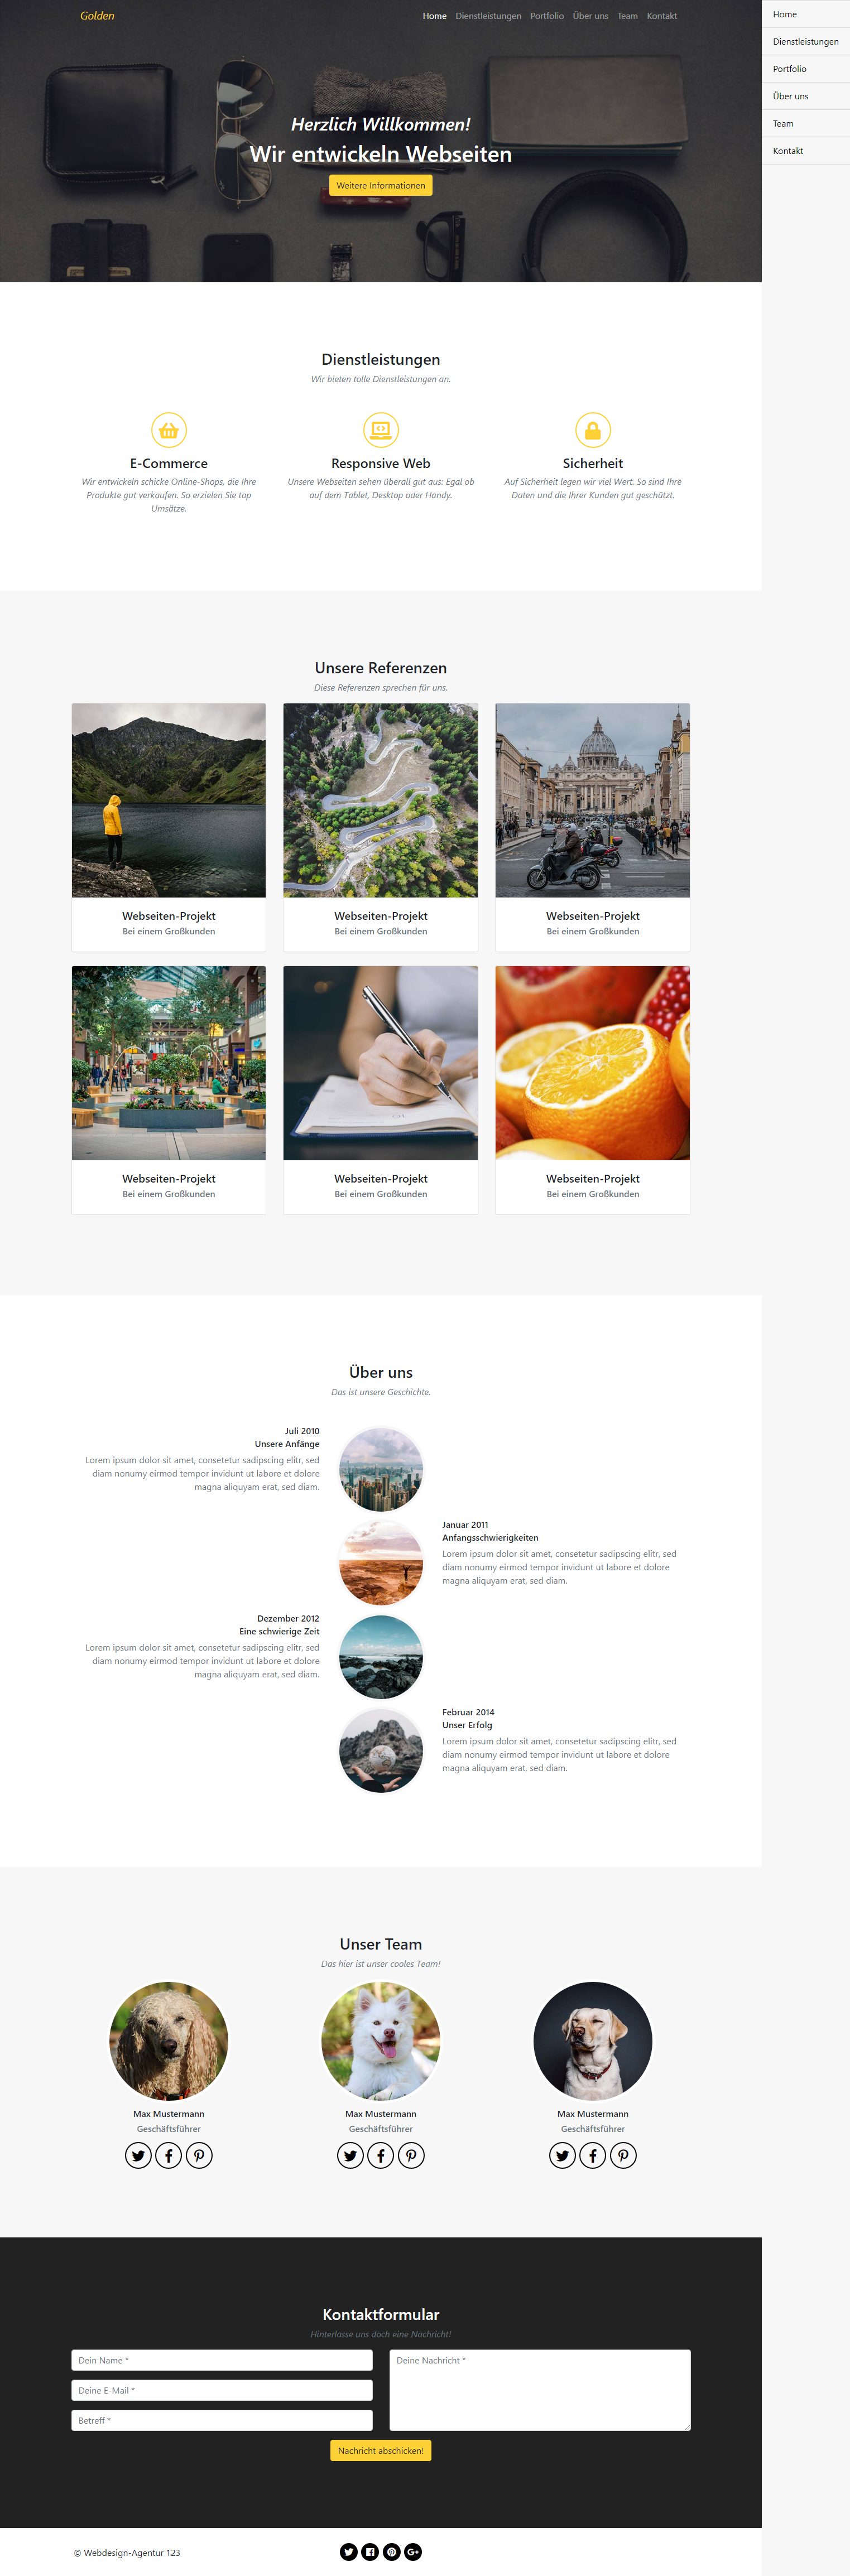 Golden
Home Dienstleistungen Portfolio Über uns Team Kontakt
Home
Dienstleistungen
Portfolio
Über uns
Team
Kontakt
Herzlich Willkommen!
Wir entwickeln Webseiten
Weitere Informationen
Dienstleistungen
Wir bieten tolle Dienstleistungen an.
E-Commerce
Wir entwickeln schicke Online-Shops, die Ihre
Produkte gut verkaufen. So erzielen Sie top
Umsätze.
Responsive Web
Unsere Webseiten sehen überall gut aus: Egal ob
auf dem Tablet, Desktop oder Handy.
Sicherheit
Auf Sicherheit legen wir viel Wert. So sind Ihre
Daten und die Ihrer Kunden gut geschützt.
Unsere Referenzen
Diese Referenzen sprechen für uns.
Webseiten-Projekt
Bei einem Großkunden
Webseiten-Projekt
Bei einem Großkunden
Webseiten-Projekt
Bei einem Großkunden
Webseiten-Projekt
Bei einem Großkunden
Webseiten-Projekt
Bei einem Großkunden
Webseiten-Projekt
Bei einem Großkunden
Über uns
Das ist unsere Geschichte.
Juli 2010
Unsere Anfänge
Lorem ipsum dolor sit amet, consetetur sadipscing elitr, sed
diam nonumy eirmod tempor invidunt ut labore et dolore
magna aliquyam erat, sed diam.
Januar 2011
Anfangsschwierigkeiten
Lorem ipsum dolor sit amet, consetetur sadipscing elitr, sed
diam nonumy eirmod tempor invidunt ut labore et dolore
magna aliquyam erat, sed diam.
Dezember 2012
Eine schwierige Zeit
Lorem ipsum dolor sit amet, consetetur sadipscing elitr, sed
diam nonumy eirmod tempor invidunt ut labore et dolore
magna aliquyam erat, sed diam.
Februar 2014
Unser Erfolg
Lorem ipsum dolor sit amet, consetetur sadipscing elitr, sed
diam nonumy eirmod tempor invidunt ut labore et dolore
magna aliquyam erat, sed diam.
Unser Team
Das hier ist unser cooles Team!
Max Mustermann
Geschäftsführer
Max Mustermann
Geschäftsführer
Max Mustermann
Geschäftsführer
Kontaktformular
Hinterlasse uns doch eine Nachricht!
Dein Name *
Deine E-Mail *
Betreff *
Deine Nachricht *
Nachricht abschicken!
© Webdesign-Agentur 123